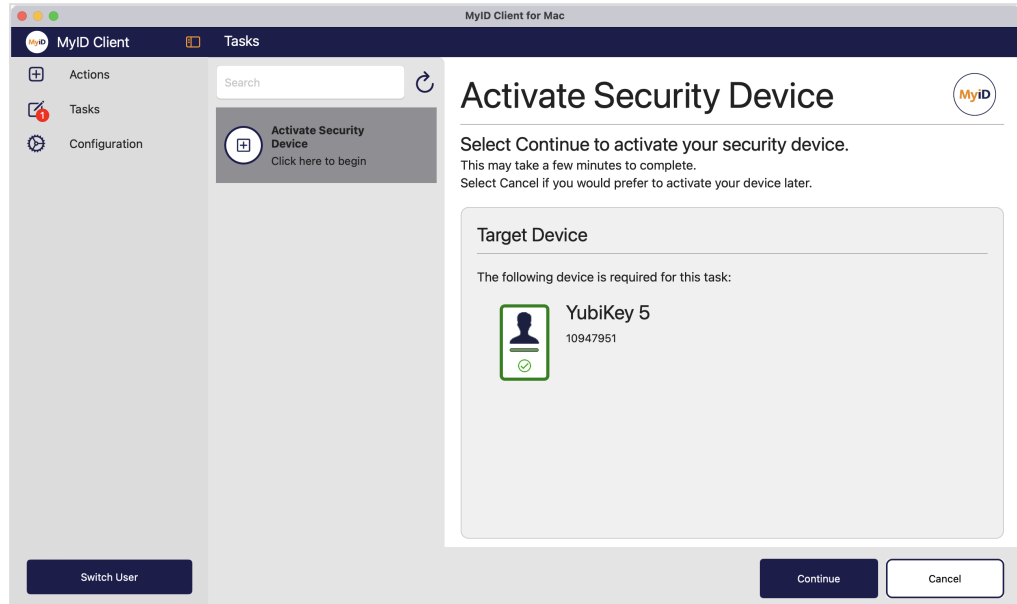 MyID Client for Mac
MyiD MyID Client
Tasks
Actions
Tasks
1
Configuration
Switch User
Search
Activate Security
Device
Click here to begin
Activate Security Device
MyiD
Select Continue to activate your security device.
This may take a few minutes to complete.
Select Cancel if you would prefer to activate your device later.
Target Device
The following device is required for this task:
YubiKey 5
10947951
Continue
Cancel